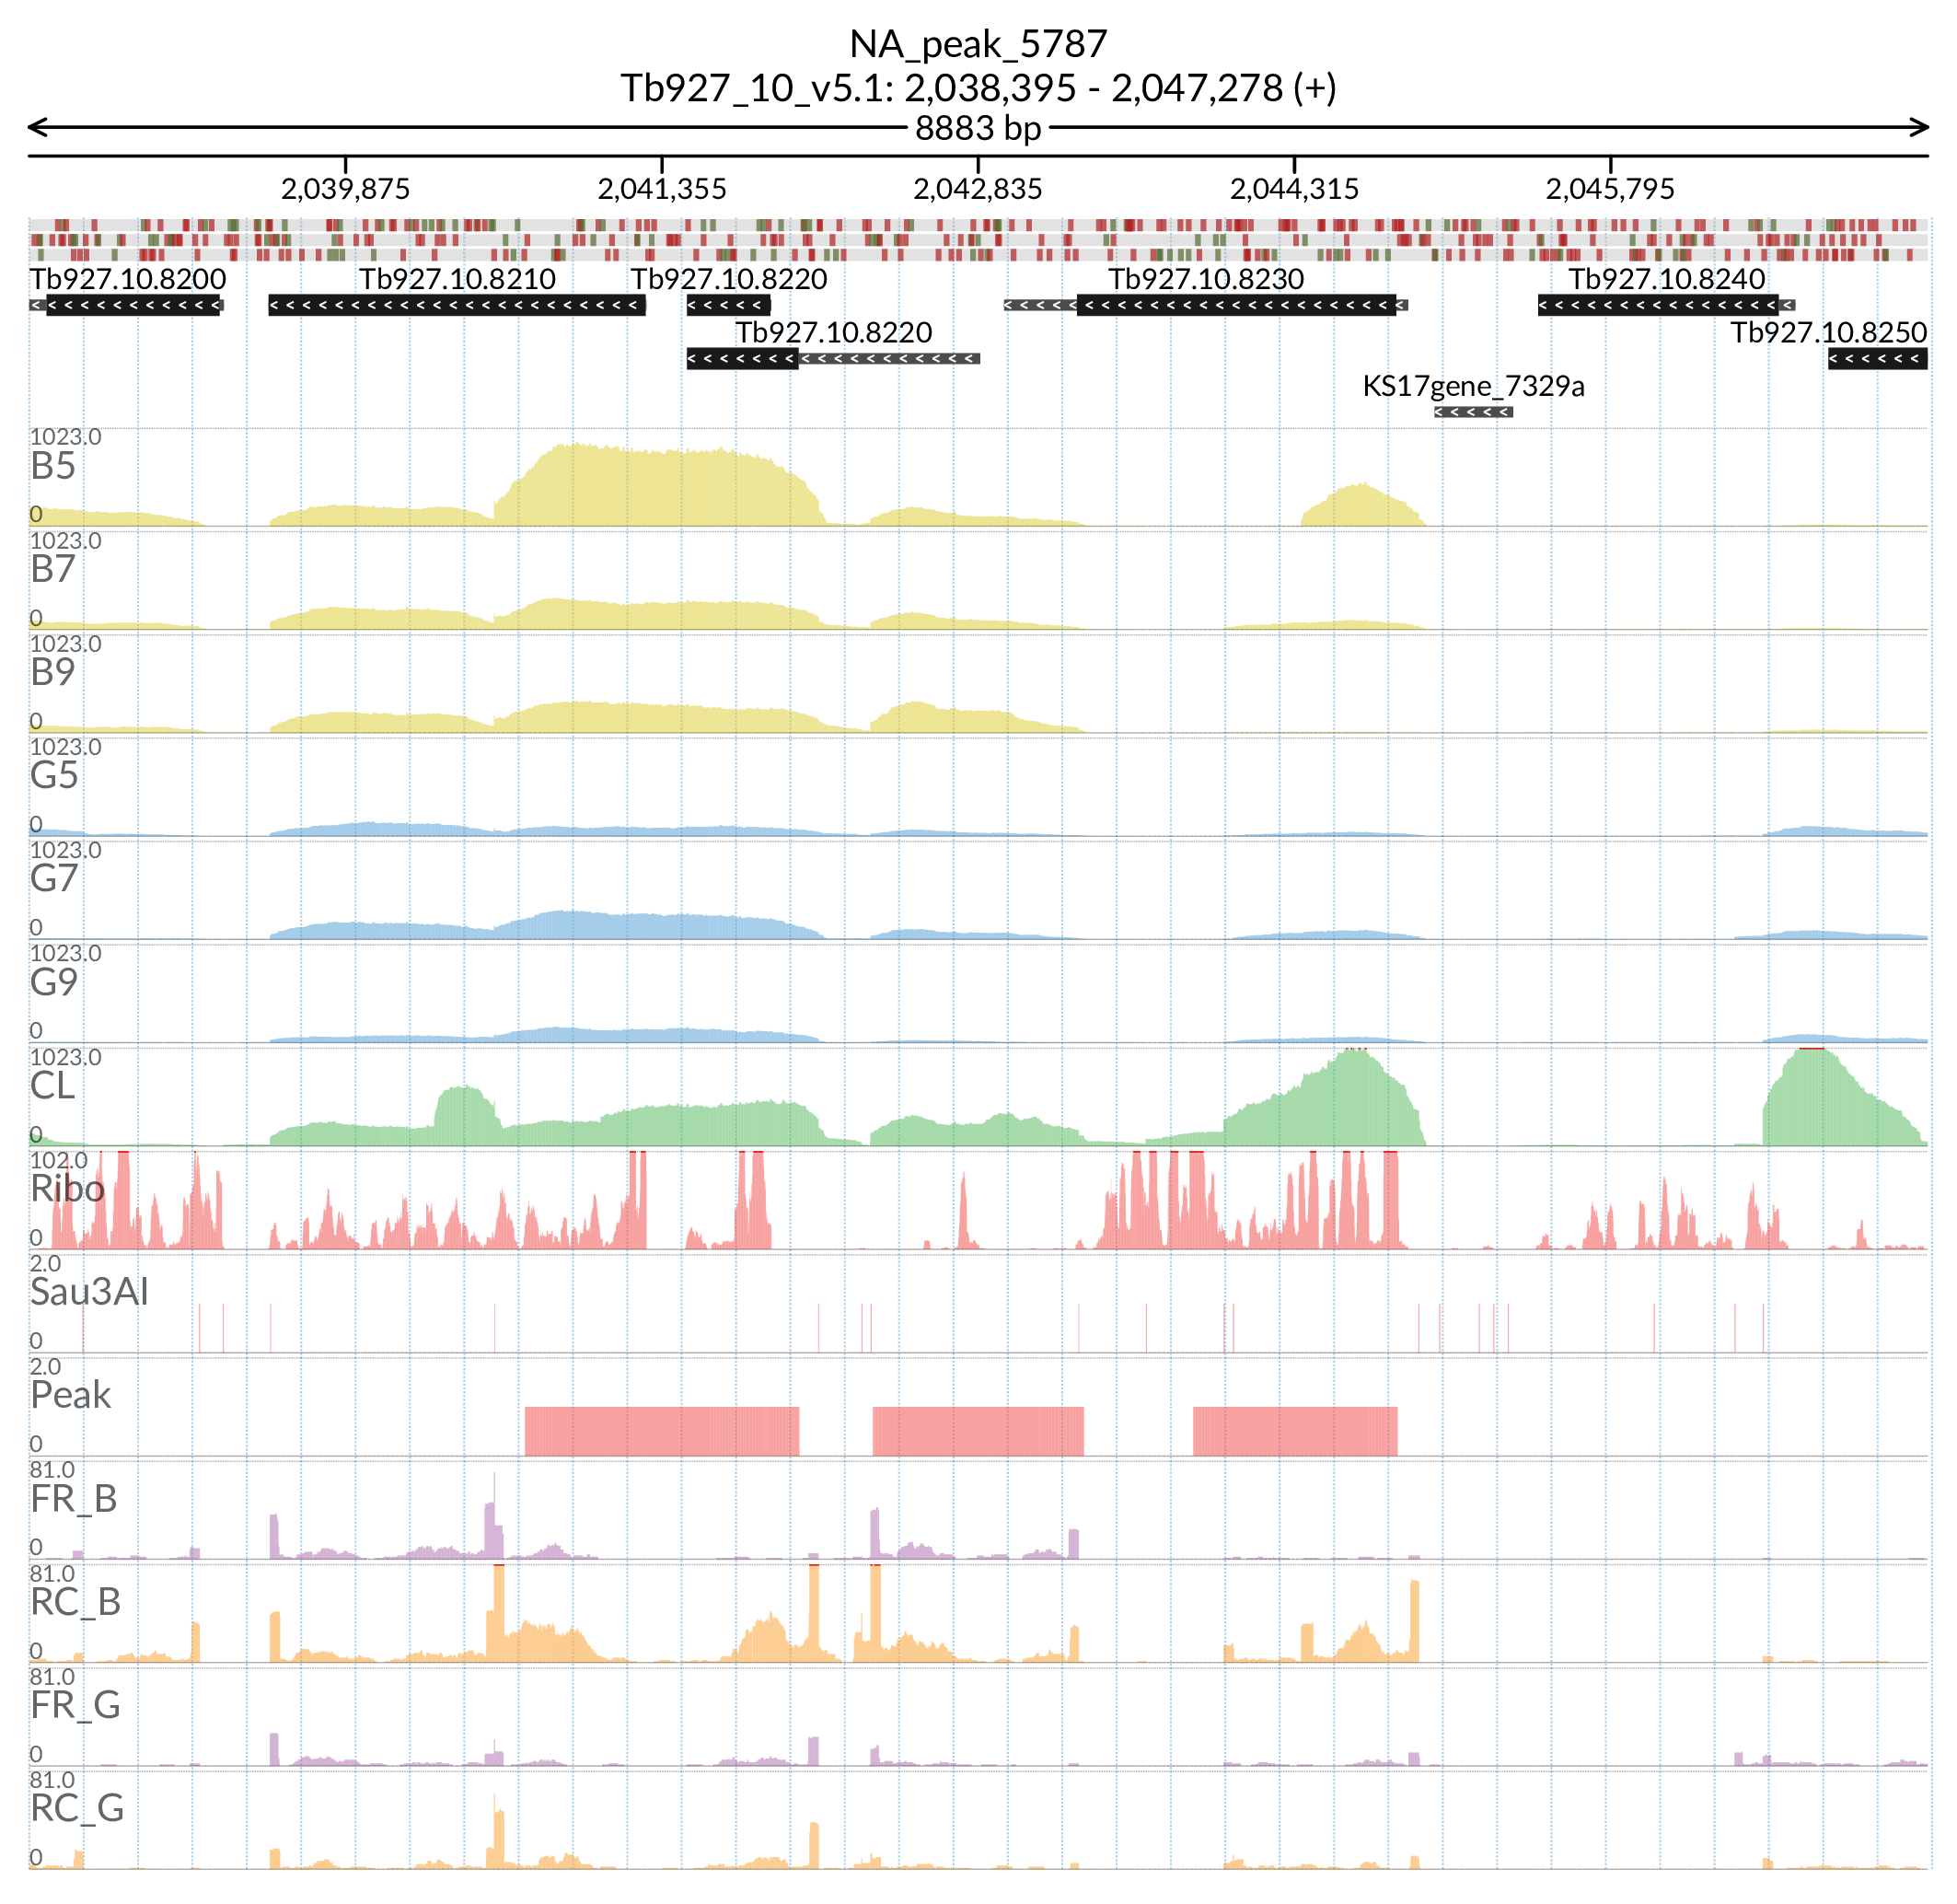 NA_peak_5787
Tb927_10_v5.1: 2,038,395 - 2,047,278 (+)
8883 bp
2,039,875 2,041,355 2,042,835 2,044,315 2,045,795
Tb927.10.8200 Tb927.10.8210 Tb927.10.8220 Tb927.10.8230 Tb927.10.8240
Tb927.10.8220 Tb927.10.8250
KS17gene_7329a
1023.0
B5
0
1023.0
B7
0
1023.0
B9
0
1023.0
G5
0
1023.0
G7
0
1023.0
G9
0
1023.0
CL
0
102.0
Ribo
0
2.0
Sau3AI
0
2.0
Peak
0
81.0
FR_B
0
81.0
RC_B
0
81.0
FR_G
0
81.0
RC_G
0